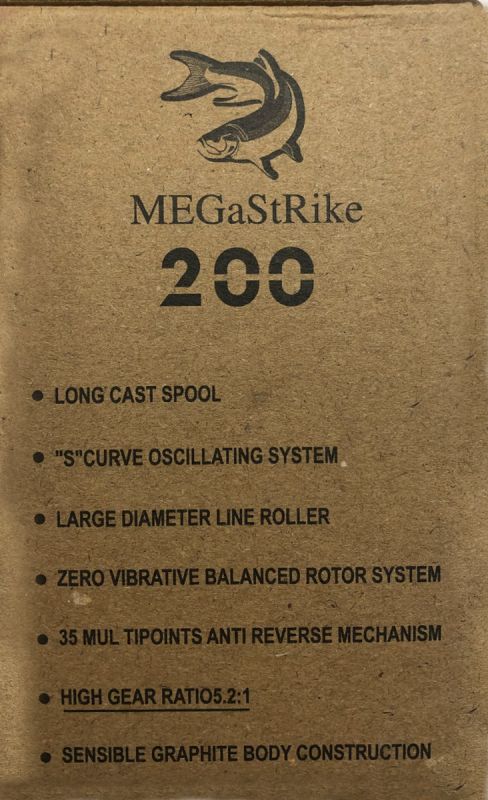 MEGaStRike
200
LONG CAST SPOOL
"S"CURVE OSCILLATING SYSTEM
LARGE DIAMETER LINE ROLLER
ZERO VIBRATIVE BALANCED ROTOR SYSTEM
35 MUL TIPOINTS ANTI REVERSE MECHANISM
HIGH GEAR RATIO5.2:1
SENSIBLE GRAPHITE BODY CONSTRUCTION